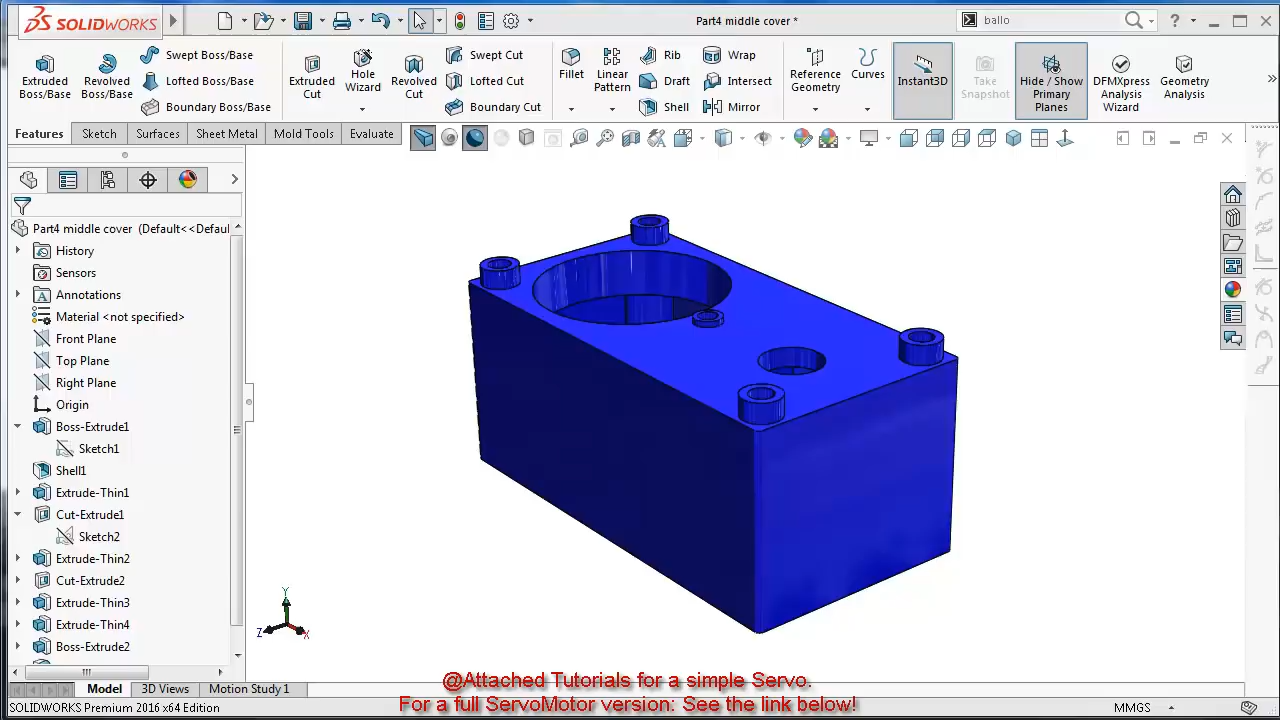 SOLIDWORKS
Part4 middle cover *
ballo
Extruded Boss/Base
Revolved Boss/Base
Swept Boss/Base
Lofted Boss/Base
Boundary Boss/Base
Extruded Cut
Hole Wizard
Revolved Cut
Swept Cut
Lofted Cut
Boundary Cut
Fillet
Linear Pattern
Rib
Draft
Shell
Wrap
Intersect
Mirror
Reference Geometry
Curves
Instant3D
Take Snapshot
Hide / Show Primary Planes
DFMXpress Analysis Wizard
Geometry Analysis
Features
Sketch
Surfaces
Sheet Metal
Mold Tools
Evaluate
Part4 middle cover (Default<<Defaul
History
Sensors
Annotations
Material <not specified>
Front Plane
Top Plane
Right Plane
Origin
Boss-Extrude1
Sketch1
Shell1
Extrude-Thin1
Cut-Extrude1
Sketch2
Extrude-Thin2
Cut-Extrude2
Extrude-Thin3
Extrude-Thin4
Boss-Extrude2
Y
Z
X
@Attached Tutorials for a simple Servo.
For a full ServoMotor version: See the link below!
Model
3D Views
Motion Study 1
SOLIDWORKS Premium 2016 x64 Edition
MMGS